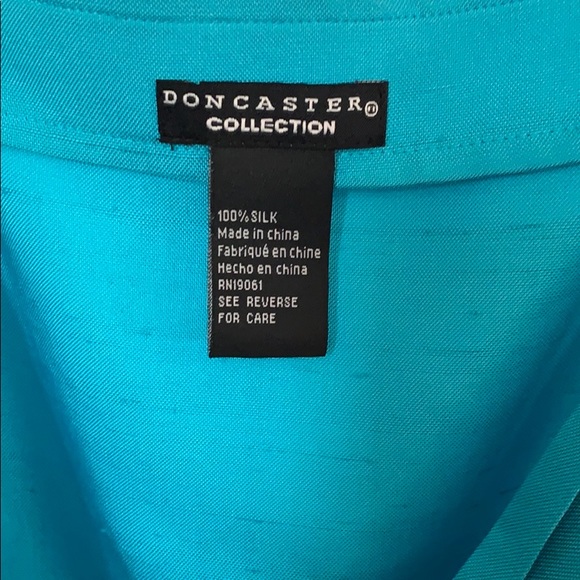 DONCASTER®
COLLECTION
100% SILK
Made in china
Fabriqué en chine
Hecho en china
RN19061
SEE REVERSE
FOR CARE